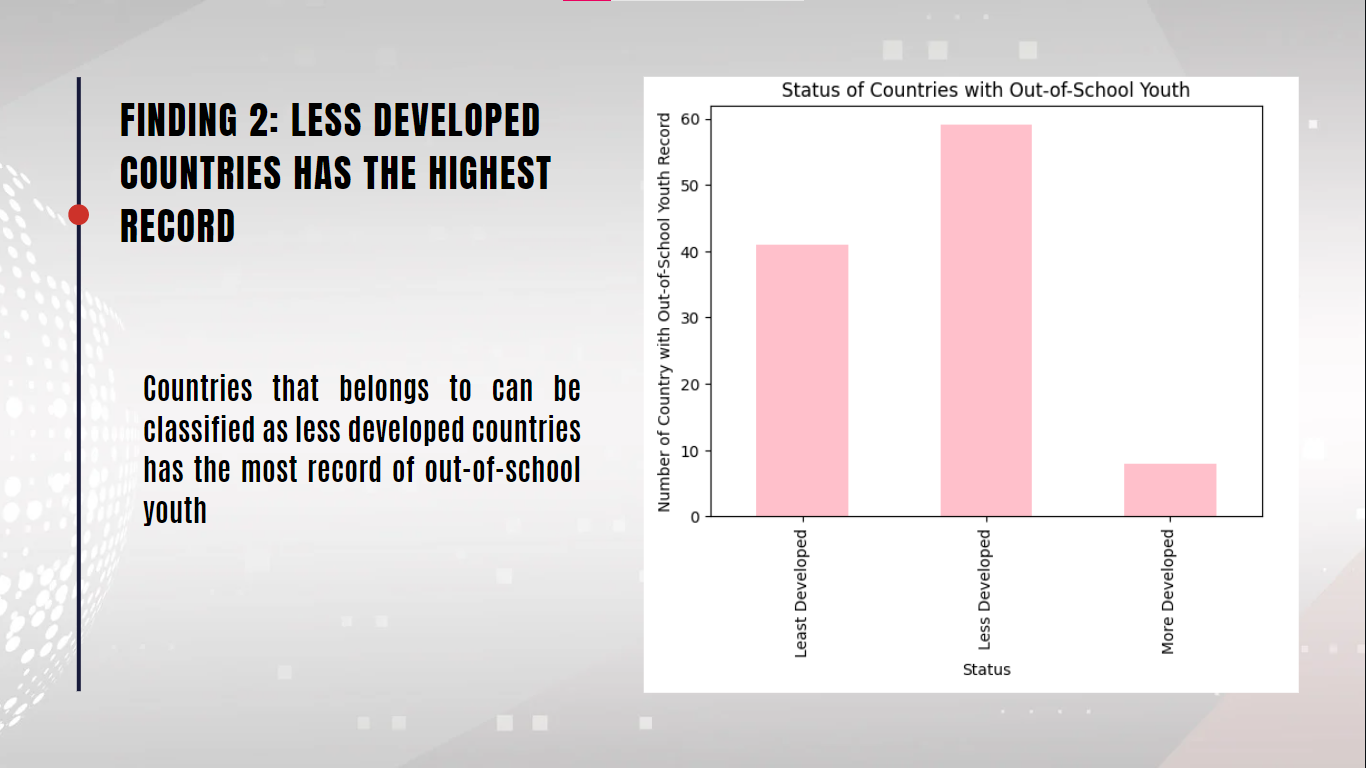 FINDING 2: LESS DEVELOPED
COUNTRIES HAS THE HIGHEST
RECORD
Countries that belongs to can be
classified as less developed countries
has the most record of out-of-school
youth
Status of Countries with Out-of-School Youth
Number of Country with Out-of-School Youth Record
60
50
40
30
20
10
0
Least Developed
Less Developed
More Developed
Status